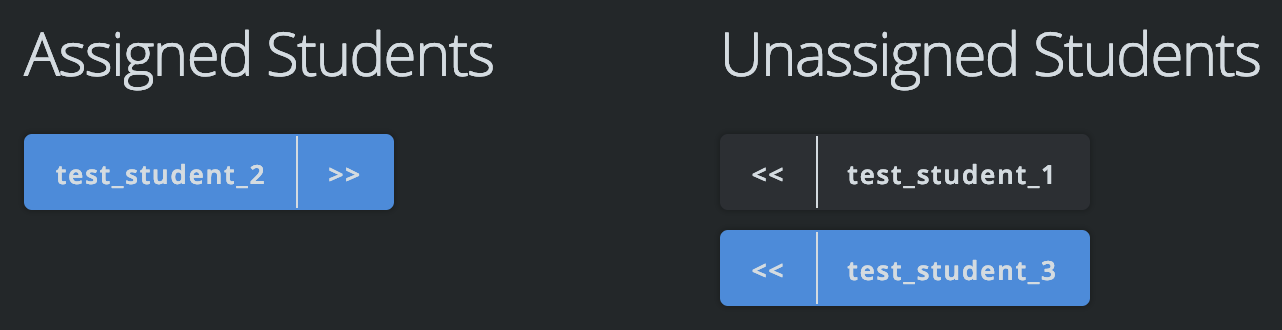 Assigned Students
Unassigned Students
test_student_2 >>
<< test_student_1
<< test_student_3